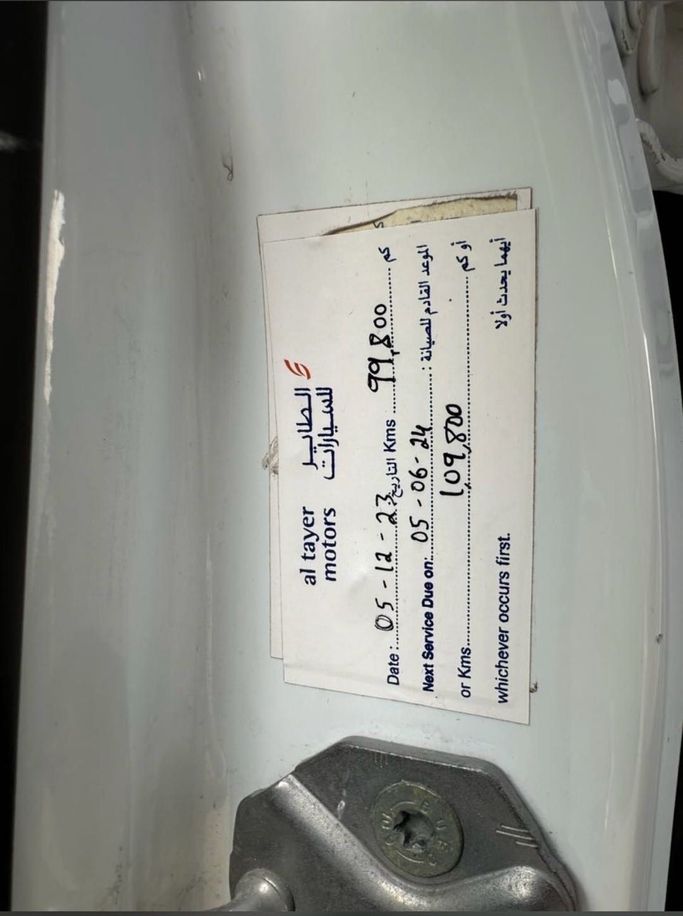 al tayer الطاير
motors للسيارات
Date : 05-12-23 التاريخ Kms 99,800 كم
Next Service Due on: 05-06-24 : الموعد القادم للصيانة
or Kms 109,800 أو كم
whichever occurs first. أيهما يحدث أولا